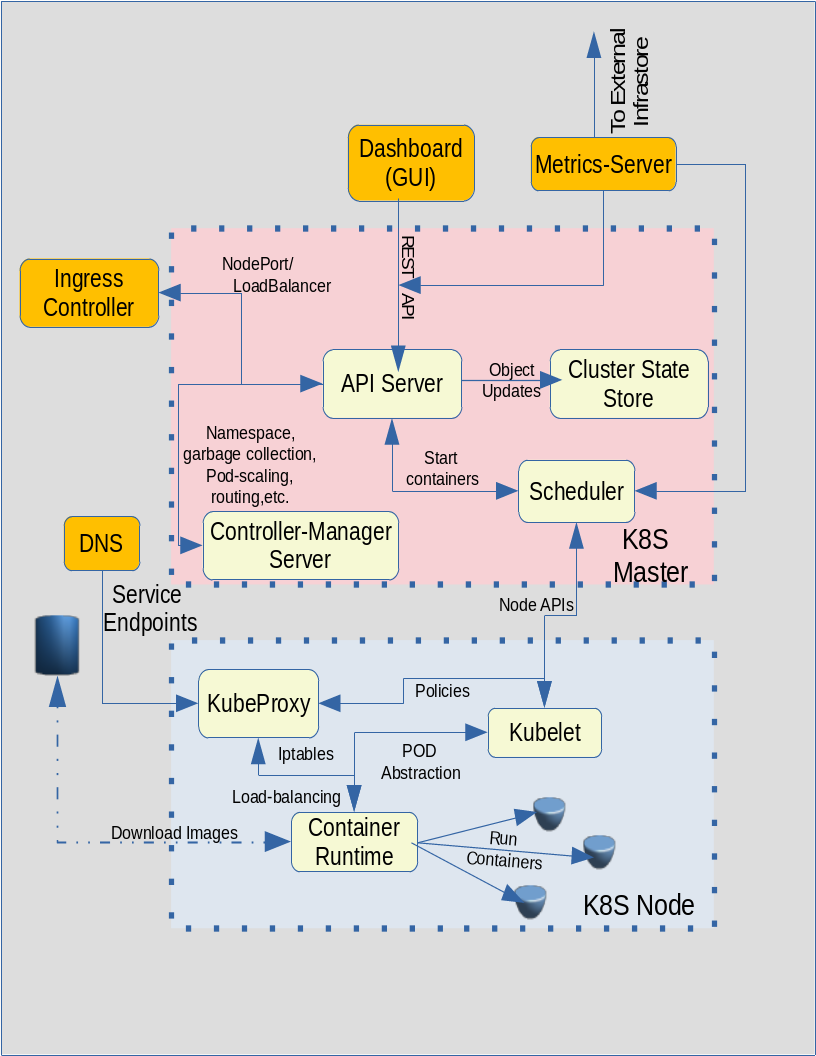 To External
Infrastore
Dashboard
(GUI)
Metrics-Server
REST API
NodePort/
LoadBalancer
Ingress
Controller
API Server
Object
Updates
Cluster State
Store
Namespace,
garbage collection,
Pod-scaling,
routing,etc.
Start
containers
Scheduler
Controller-Manager
Server
K8S
Master
DNS
Service
Endpoints
Node APIs
KubeProxy
Policies
Kubelet
Iptables
POD
Abstraction
Load-balancing
Container
Runtime
Download Images
Run
Containers
K8S Node